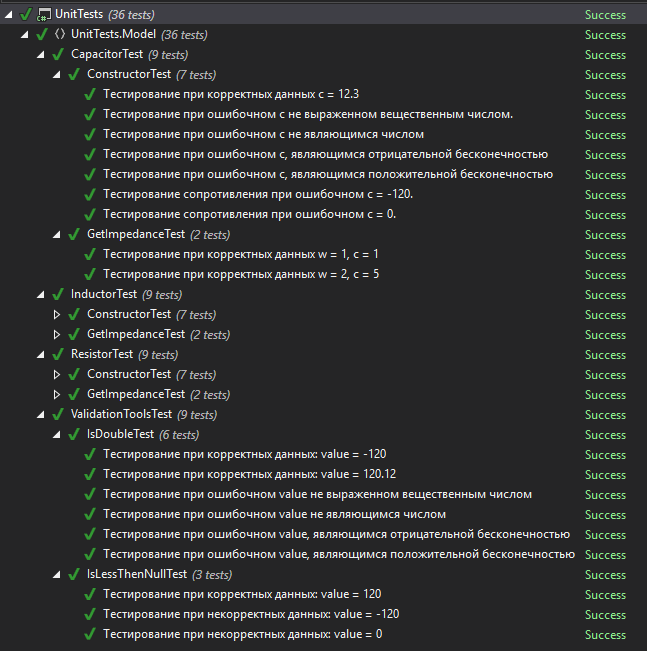 UnitTests (36 tests) Success
UnitTests.Model (36 tests) Success
CapacitorTest (9 tests) Success
ConstructorTest (7 tests) Success
Тестирование при корректных данных c = 12.3 Success
Тестирование при ошибочном c не выраженном вещественным числом. Success
Тестирование при ошибочном c не являющимся числом Success
Тестирование при ошибочном c, являющимся отрицательной бесконечностью Success
Тестирование при ошибочном c, являющимся положительной бесконечностью Success
Тестирование сопротивления при ошибочном c = -120. Success
Тестирование сопротивления при ошибочном c = 0. Success
GetImpedanceTest (2 tests) Success
Тестирование при корректных данных w = 1, c = 1 Success
Тестирование при корректных данных w = 2, c = 5 Success
InductorTest (9 tests) Success
ConstructorTest (7 tests) Success
GetImpedanceTest (2 tests) Success
ResistorTest (9 tests) Success
ConstructorTest (7 tests) Success
GetImpedanceTest (2 tests) Success
ValidationToolsTest (9 tests) Success
IsDoubleTest (6 tests) Success
Тестирование при корректных данных: value = -120 Success
Тестирование при корректных данных: value = 120.12 Success
Тестирование при ошибочном value не выраженном вещественным числом Success
Тестирование при ошибочном value не являющимся числом Success
Тестирование при ошибочном value, являющимся отрицательной бесконечностью Success
Тестирование при ошибочном value, являющимся положительной бесконечностью Success
IsLessThenNullTest (3 tests) Success
Тестирование при корректных данных: value = 120 Success
Тестирование при некорректных данных: value = -120 Success
Тестирование при некорректных данных: value = 0 Success